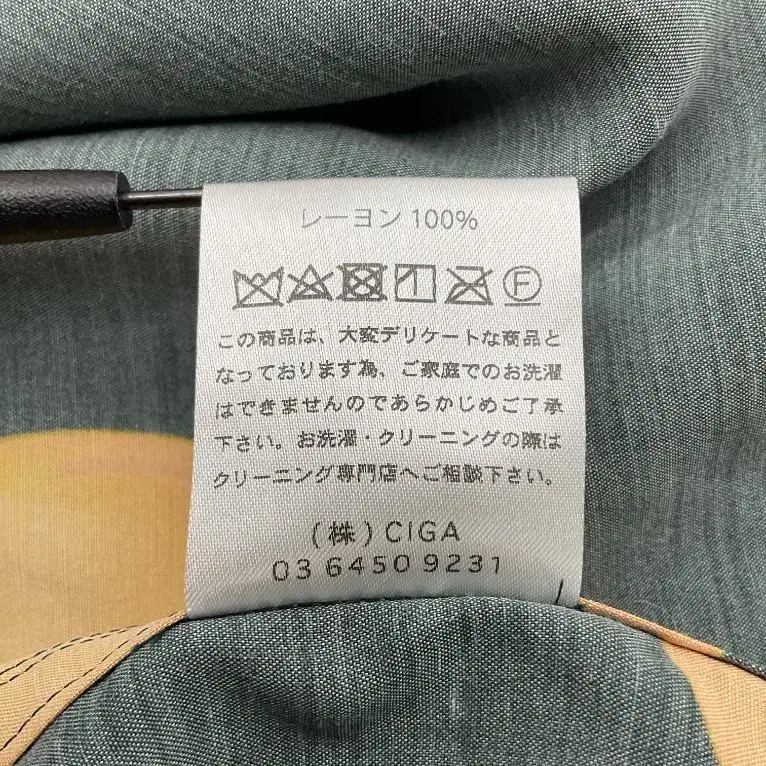 レーヨン 100%
この商品は、大変デリケートな商品と
なっております為、ご家庭でのお洗濯
はできませんのであらかじめご了承
下さい。お洗濯・クリーニングの際は
クリーニング専門店へご相談下さい。
(株) CIGA
03 6450 9231